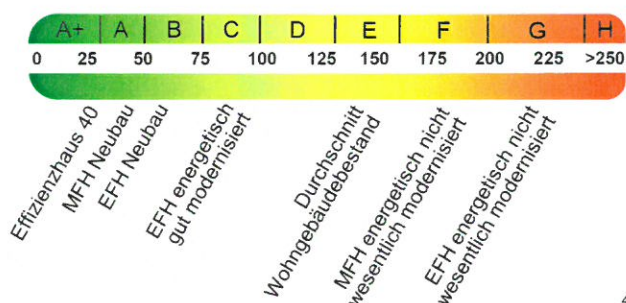 A+ A B C D E F G H
0 25 50 75 100 125 150 175 200 225 >250
Effizienzhaus 40
MFH Neubau
EFH Neubau
EFH energetisch
gut modernisiert
Durchschnitt
Wohngebäudebestand
MFH energetisch nicht
wesentlich modernisiert
EFH energetisch nicht
wesentlich modernisiert